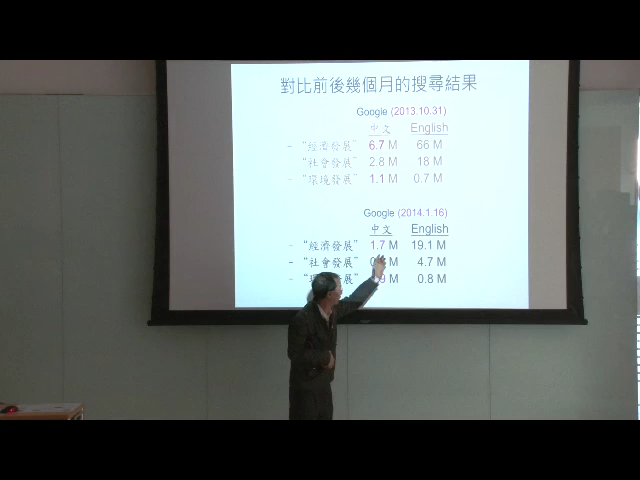 對比前後幾個月的搜尋結果
Google (2013.10.31)
中文 English
- “經濟發展” 6.7 M 66 M
- “社會發展” 2.8 M 18 M
- “環境發展” 1.1 M 0.7 M
Google (2014.1.16)
中文 English
- “經濟發展” 1.7 M 19.1 M
- “社會發展” M 4.7 M
- 發展” M 0.8 M